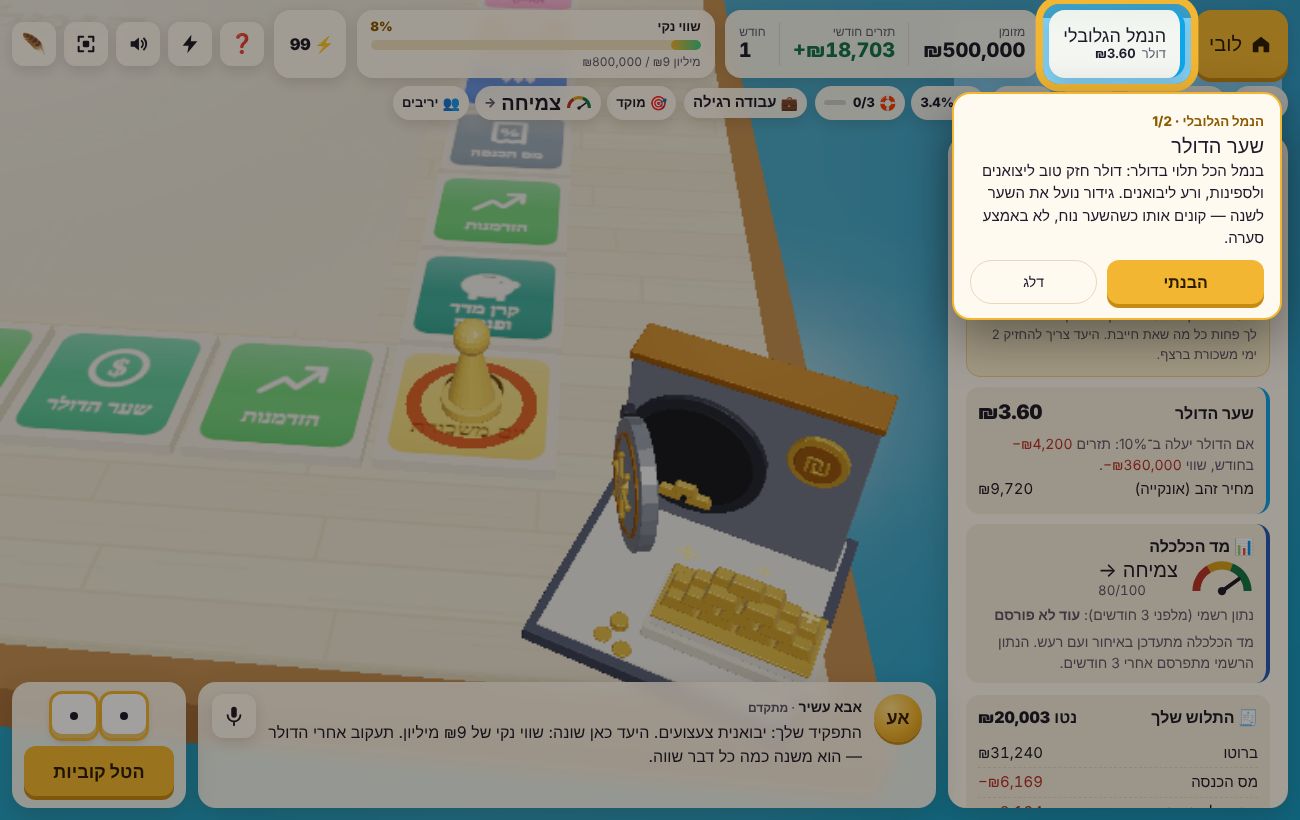 לובי
הנמל הגלובלי
דולר ₪3.60
מזומן
₪500,000
תזרים חודשי
+₪18,703
חודש
1
שווי נקי
8%
₪800,000 / ₪9 מיליון
⚡ 99
❓
3.4%
0/3
עבודה רגילה
מוקד
צמיחה →
יריבים
הנמל הגלובלי · 1/2
שער הדולר
בנמל הכל תלוי בדולר: דולר חזק טוב ליצואנים
ולספינות, ורע ליבואנים. גידור נועל את השער
לשנה — קונים אותו כשהשער נוח, לא באמצע
סערה.
הבנתי
דלג
לך פחות כל מה שאת חייבת. היעד צריך להחזיק 2
ימי משכורת ברצף.
שער הדולר
₪3.60
אם הדולר יעלה ב־10%: תזרים −₪4,200
בחודש, שווי −₪360,000.
מחיר זהב (אונקייה)
₪9,720
📊 מד הכלכלה
צמיחה →
80/100
נתון רשמי (מלפני 3 חודשים): עוד לא פורסם
מד הכלכלה מתעדכן באיחור ועם רעש. הנתון
הרשמי מתפרסם אחרי 3 חודשים.
🧾 התלוש שלך
נטו ₪20,003
ברוטו
₪31,240
מס הכנסה
−₪6,169
מס הכנסה
הזדמנות
קרן מדד
הזדמנות
שער הדולר
אע
אבא עשיר · מתקדם
התפקיד שלך: יבואנית צעצועים. היעד כאן שונה: שווי נקי של ₪9 מיליון. תעקוב אחרי הדולר
— הוא משנה כמה כל דבר שווה.
הטל קוביות